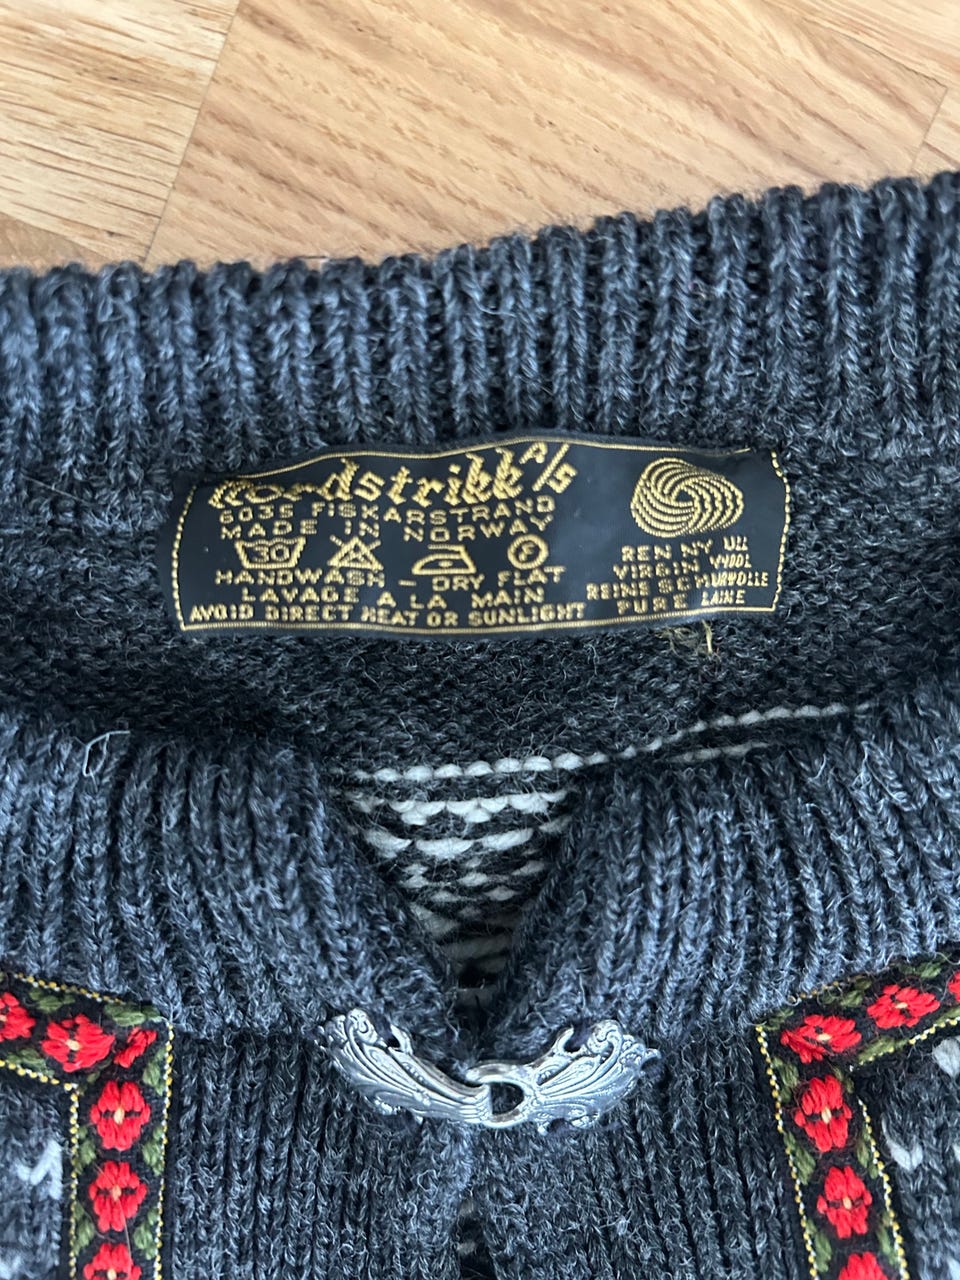 Nordstrikk A/S
6035 FISKARSTRAND
MADE IN NORWAY
30 F
HANDWASH - DRY FLAT
LAVAGE A LA MAIN
AVOID DIRECT HEAT OR SUNLIGHT
REN NY ULL
VIRGIN WOOL
REINE SCHURWOLLE
PURE LAINE